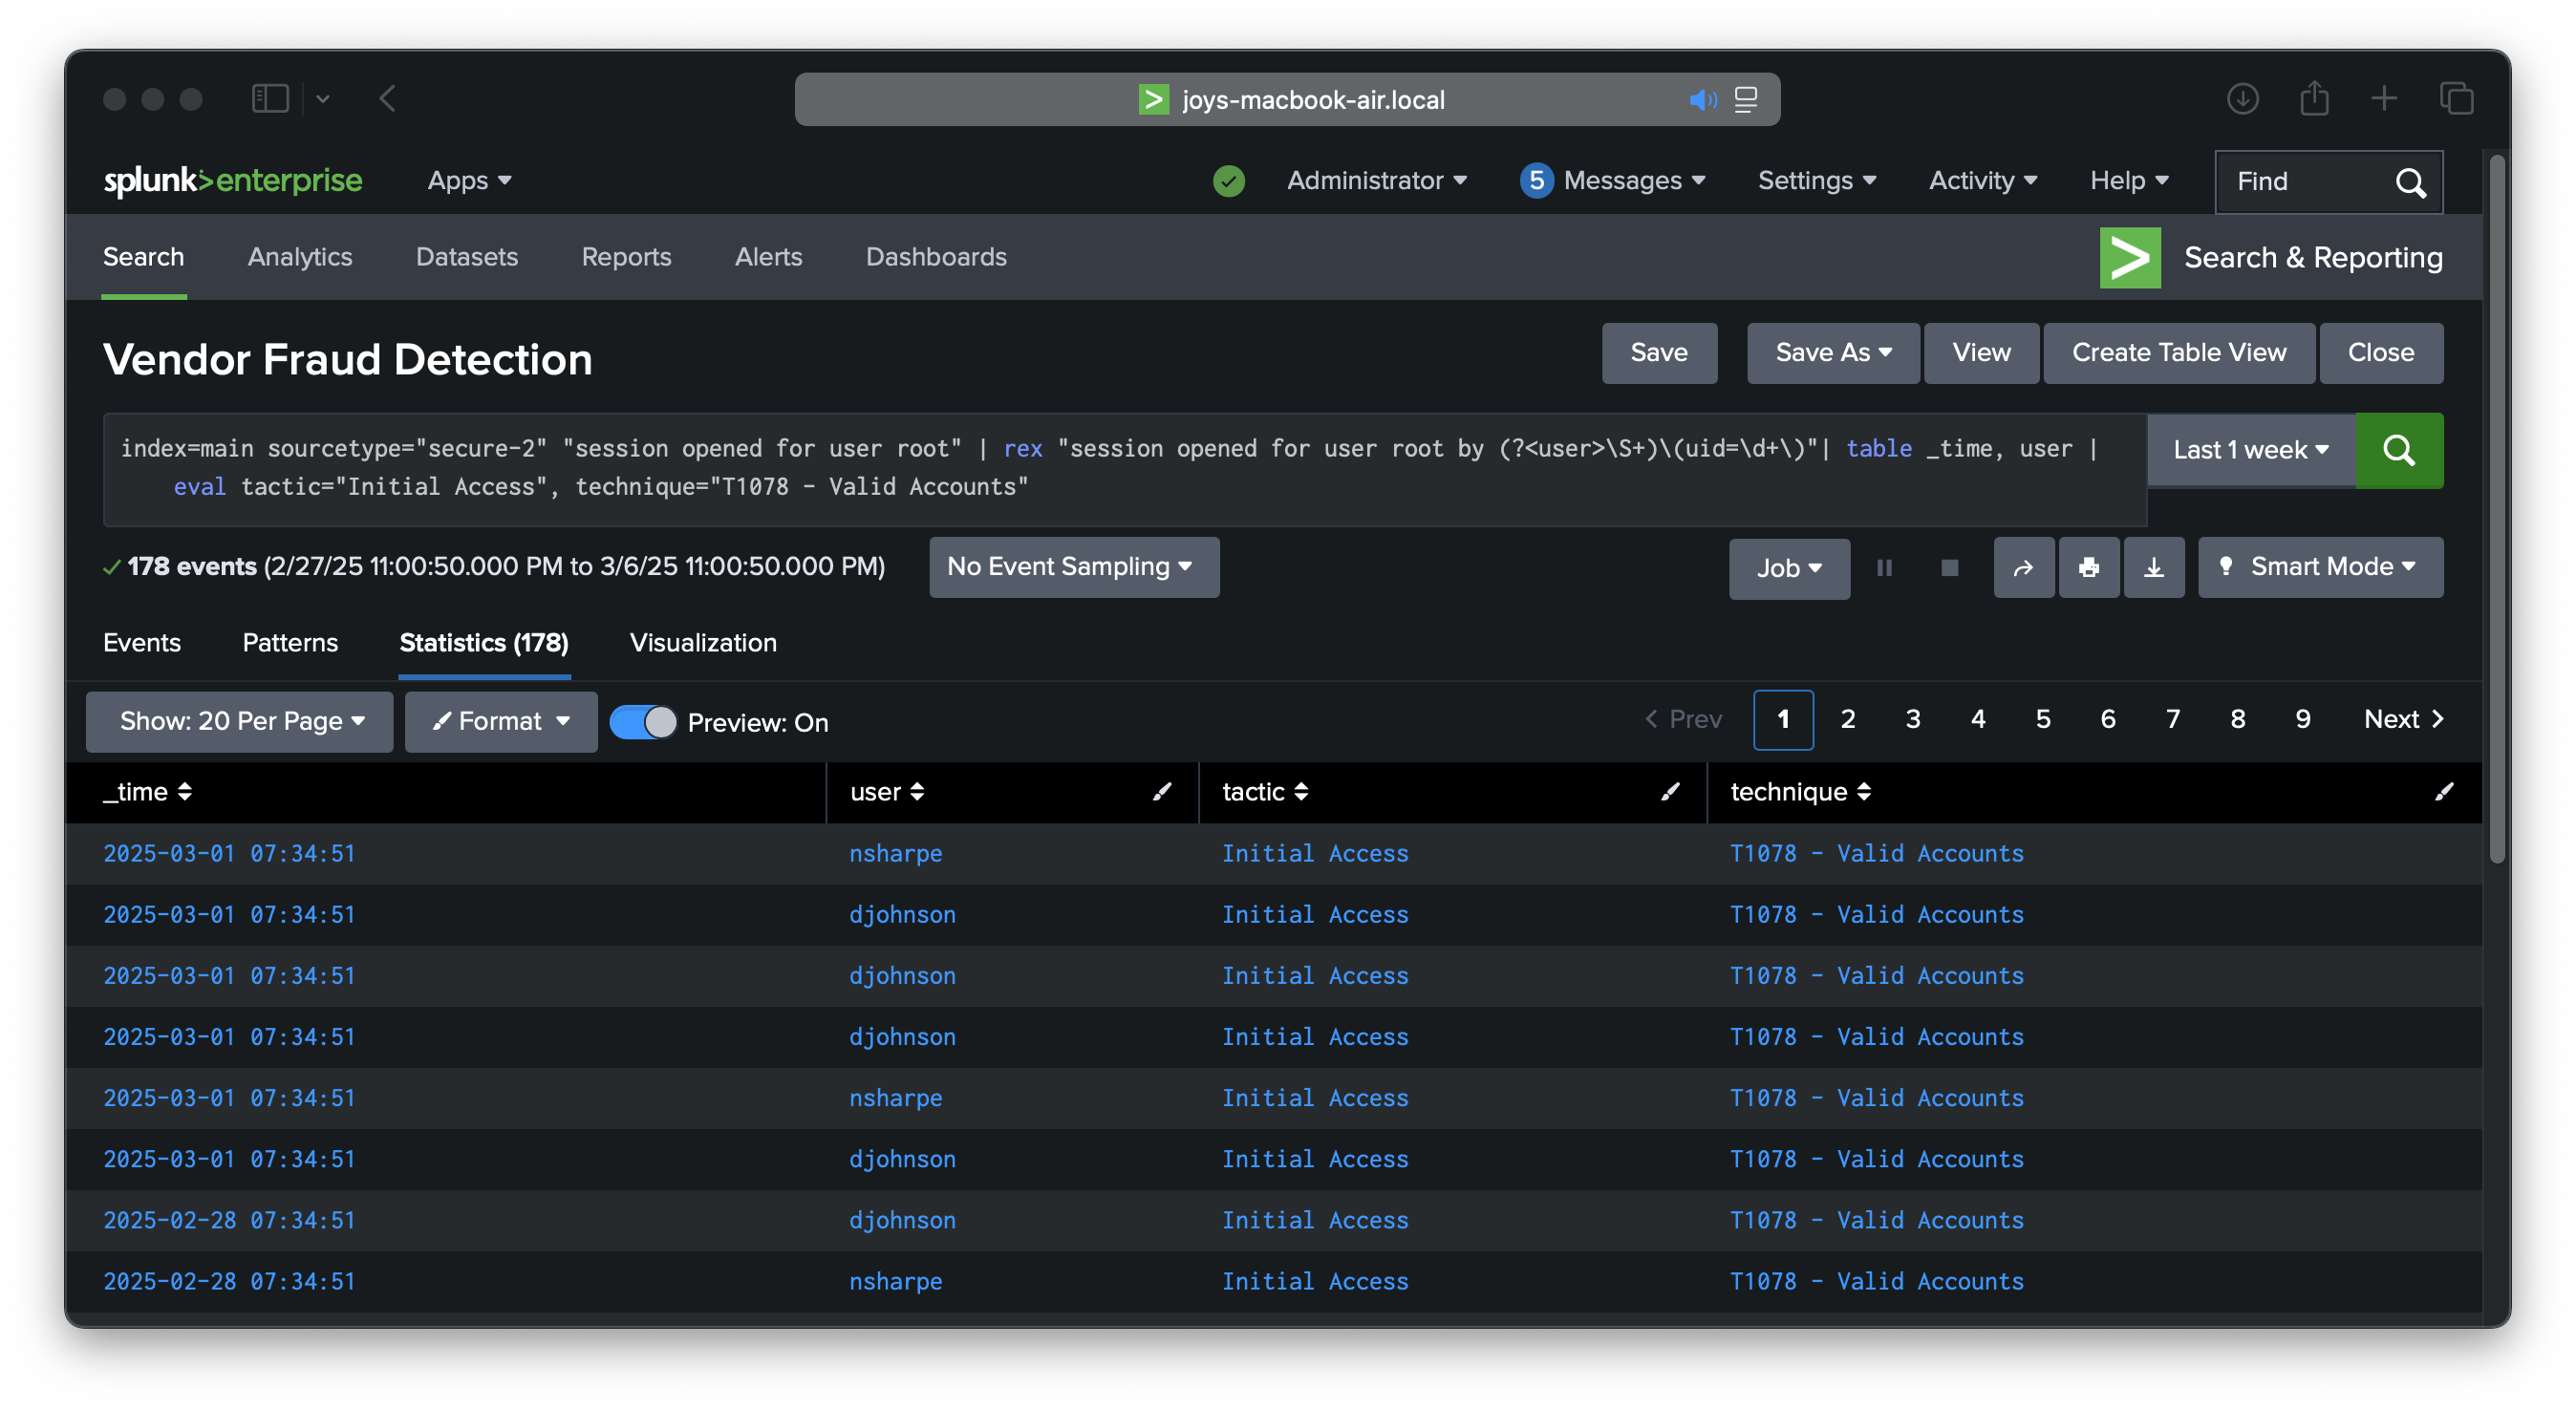 joys-macbook-air.local
splunk>enterprise Apps Administrator 5 Messages Settings Activity Help Find
Search Analytics Datasets Reports Alerts Dashboards Search & Reporting
Vendor Fraud Detection Save Save As View Create Table View Close
index=main sourcetype="secure-2" "session opened for user root" | rex "session opened for user root by (?<user>\S+)\(uid=\d+\)"| table _time, user | Last 1 week
eval tactic="Initial Access", technique="T1078 - Valid Accounts"
178 events (2/27/25 11:00:50.000 PM to 3/6/25 11:00:50.000 PM) No Event Sampling Job Smart Mode
Events Patterns Statistics (178) Visualization
Show: 20 Per Page Format Preview: On < Prev 1 2 3 4 5 6 7 8 9 Next >
_time user tactic technique
2025-03-01 07:34:51 nsharpe Initial Access T1078 - Valid Accounts
2025-03-01 07:34:51 djohnson Initial Access T1078 - Valid Accounts
2025-03-01 07:34:51 djohnson Initial Access T1078 - Valid Accounts
2025-03-01 07:34:51 djohnson Initial Access T1078 - Valid Accounts
2025-03-01 07:34:51 nsharpe Initial Access T1078 - Valid Accounts
2025-03-01 07:34:51 djohnson Initial Access T1078 - Valid Accounts
2025-02-28 07:34:51 djohnson Initial Access T1078 - Valid Accounts
2025-02-28 07:34:51 nsharpe Initial Access T1078 - Valid Accounts